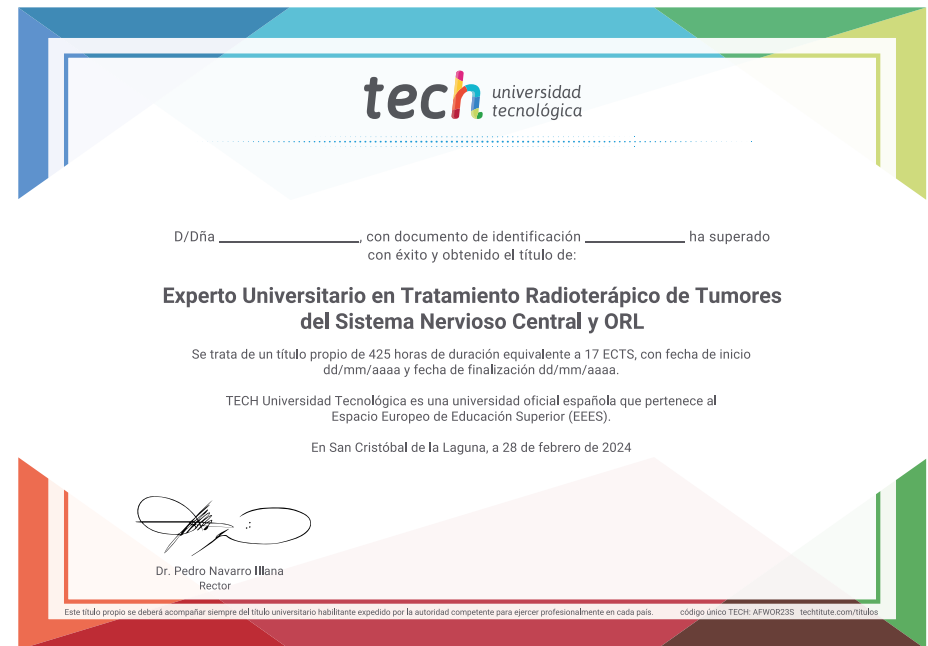 tech universidad
tecnológica
D/Dña ____________________, con documento de identificación ______________ ha superado
con éxito y obtenido el título de:
Experto Universitario en Tratamiento Radioterápico de Tumores
del Sistema Nervioso Central y ORL
Se trata de un título propio de 425 horas de duración equivalente a 17 ECTS, con fecha de inicio
dd/mm/aaaa y fecha de finalización dd/mm/aaaa.
TECH Universidad Tecnológica es una universidad oficial española que pertenece al
Espacio Europeo de Educación Superior (EEES).
En San Cristóbal de la Laguna, a 28 de febrero de 2024
Dr. Pedro Navarro Illana
Rector
Este título propio se deberá acompañar siempre del título universitario habilitante expedido por la autoridad competente para ejercer profesionalmente en cada país. código único TECH: AFWOR23S techtitute.com/titulos